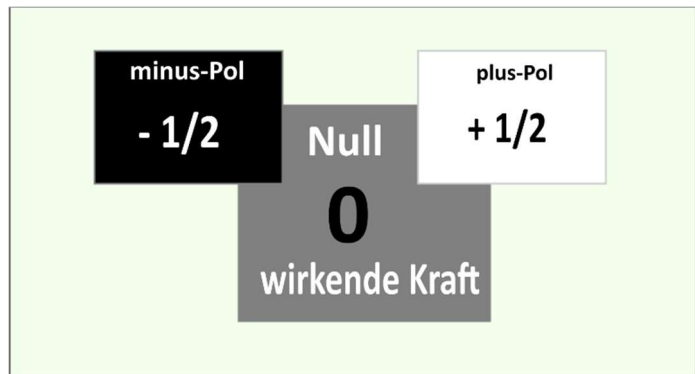 minus-Pol
- 1/2
plus-Pol
+ 1/2
Null
0
wirkende Kraft